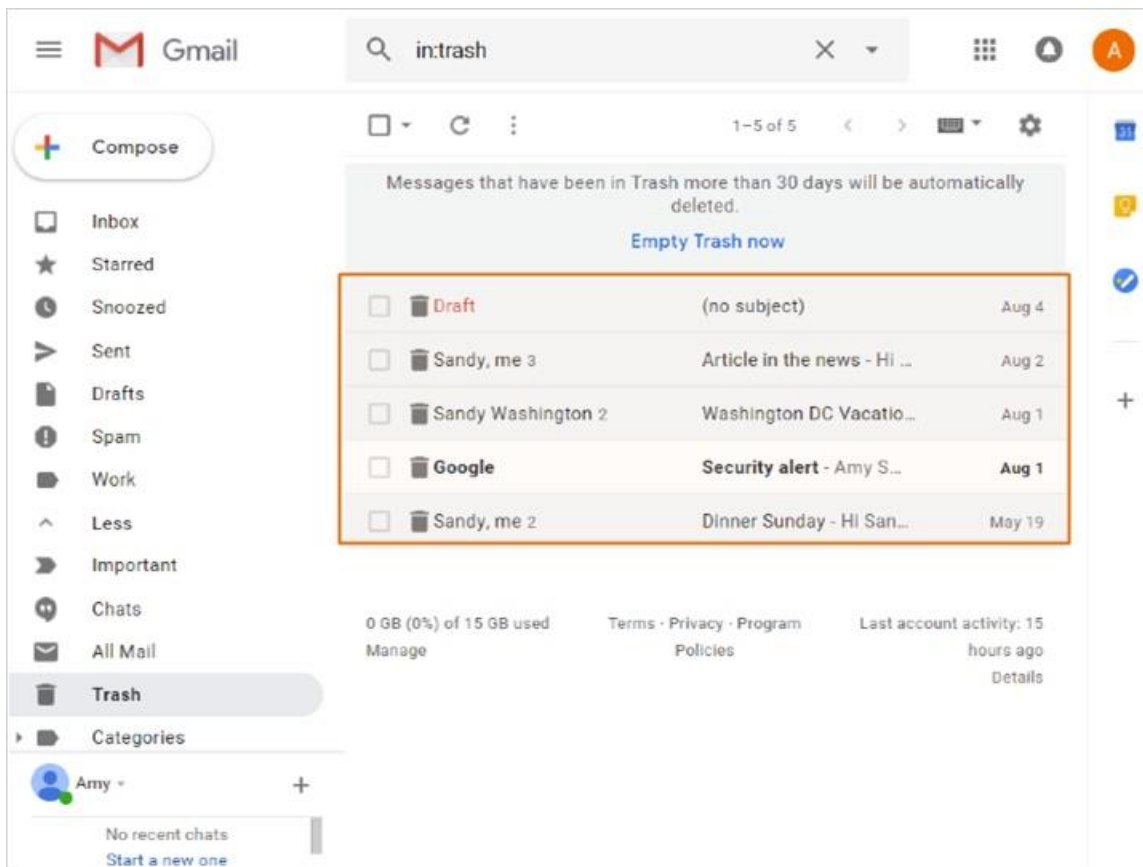 Gmail
in:trash
A
Compose
1–5 of 5
31
Messages that have been in Trash more than 30 days will be automatically
deleted.
Empty Trash now
Inbox
Starred
Snoozed
Sent
Drafts
Spam
Work
Less
Important
Chats
All Mail
Trash
Categories
Draft (no subject) Aug 4
Sandy, me 3 Article in the news - Hi ... Aug 2
Sandy Washington 2 Washington DC Vacatio... Aug 1
Google Security alert - Amy S... Aug 1
Sandy, me 2 Dinner Sunday - HI San... May 19
0 GB (0%) of 15 GB used
Manage
Terms · Privacy · Program
Policies
Last account activity: 15
hours ago
Details
Amy
No recent chats
Start a new one